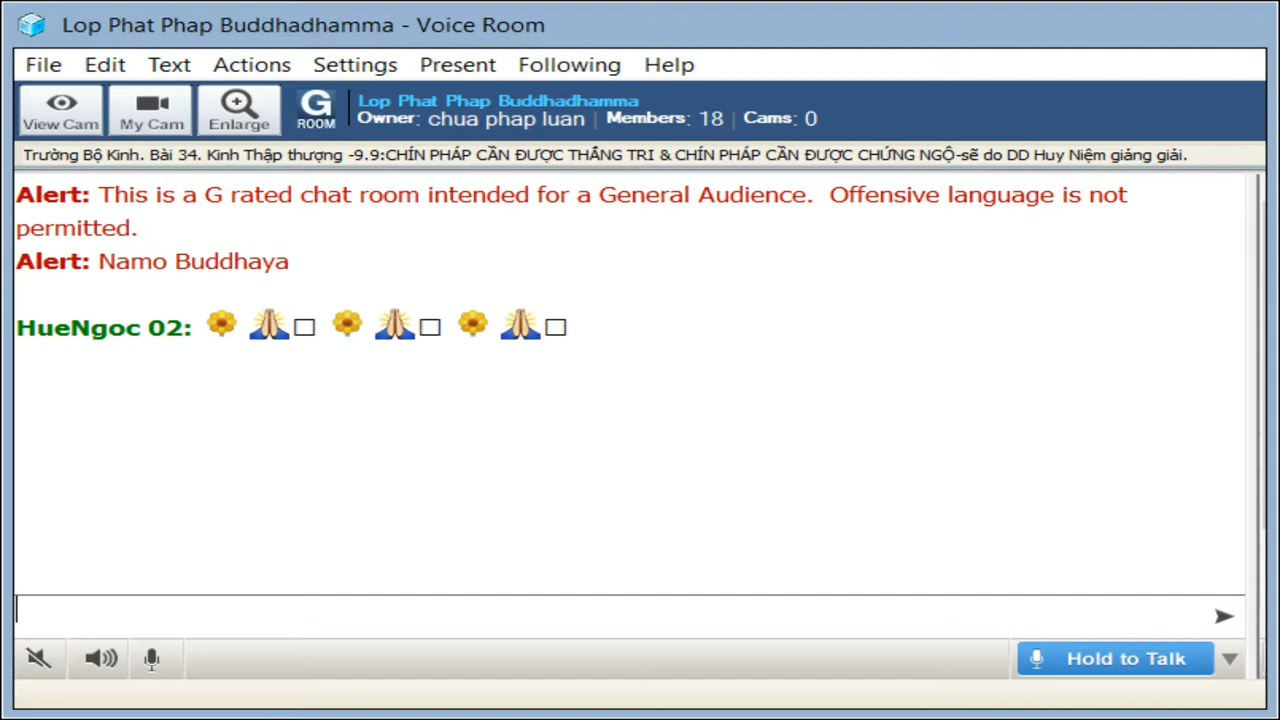 Lop Phat Phap Buddhadhamma - Voice Room
File Edit Text Actions Settings Present Following Help
View Cam My Cam Enlarge G ROOM
Lop Phat Phap Buddhadhamma
Owner: chua phap luan | Members: 18 | Cams: 0
Trường Bộ Kinh. Bài 34. Kinh Thập thượng -9.9:CHÍN PHÁP CẦN ĐƯỢC THẮNG TRI & CHÍN PHÁP CẦN ĐƯỢC CHỨNG NGỘ-sẽ do DD Huy Niệm giảng giải.
Alert: This is a G rated chat room intended for a General Audience. Offensive language is not
permitted.
Alert: Namo Buddhaya
HueNgoc 02: 🌼 🙏□ 🌼 🙏□ 🌼 🙏□
Hold to Talk